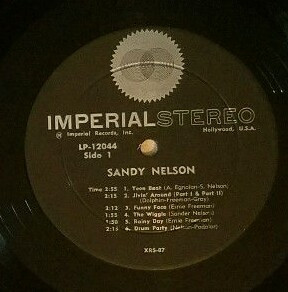 IMPERIAL STEREO
® Imperial Records, Inc. Hollywood, U.S.A.
LP-12044
Side 1
SANDY NELSON
Time 2:25 1. Teen Beat (A. Egnoian-S. Nelson)
2:15 2. Jivin' Around (Part I & Part II)
(Dolphin-Freeman-Gray)
2:12 3. Funny Face (Ernie Freeman)
1:55 4. The Wiggle (Sander Nelson)
1:50 5. Rainy Day (Ernie Freeman)
2:15 6. Drum Party (Nelson-Podolor)
XRS-87